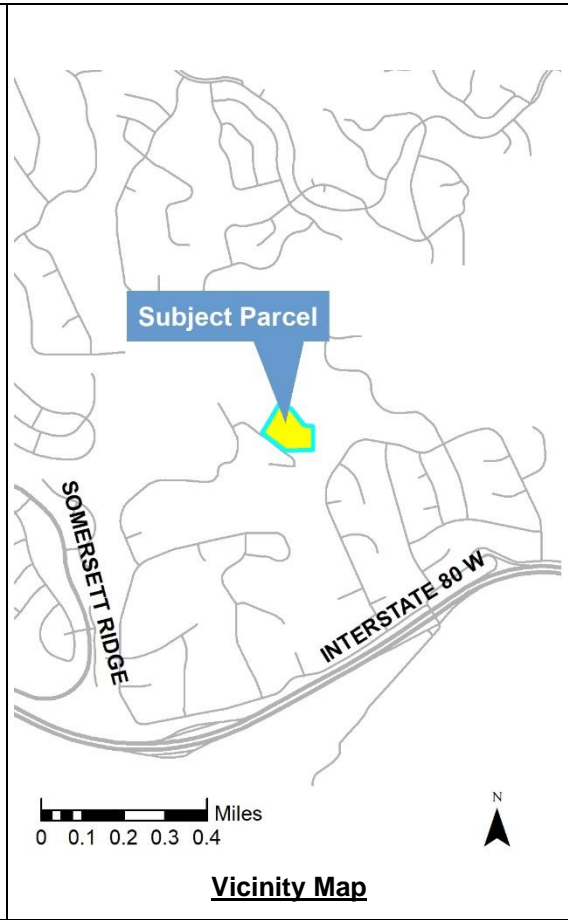 Subject Parcel
SOMERSETT RIDGE
INTERSTATE 80 W
Miles
0 0.1 0.2 0.3 0.4
N
Vicinity Map